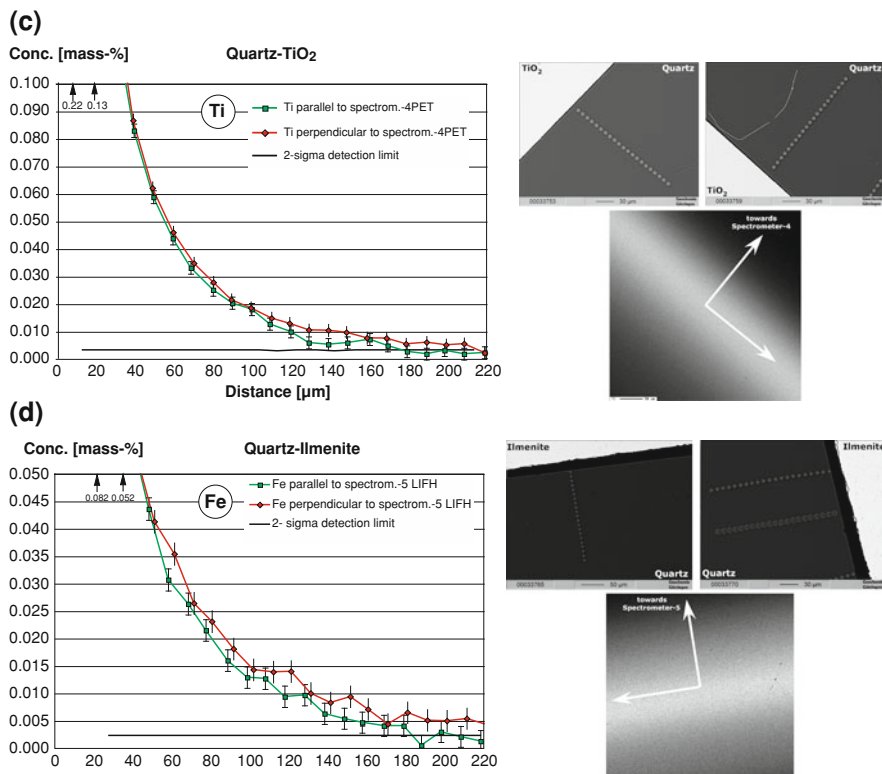 (c)
Conc. [mass-%]
Quartz-TiO2
0.100
0.090
0.080
0.070
0.060
0.050
0.040
0.030
0.020
0.010
0.000
0.22
0.13
Ti
Ti parallel to spectrom.-4PET
Ti perpendicular to spectrom.-4PET
2-sigma detection limit
0 20 40 60 80 100 120 140 160 180 200 220
Distance [µm]
TiO2
Quartz
00033753
30 µm
Quartz
TiO2
00033758
30 µm
towards
Spectrometer-4
(d)
Conc. [mass-%]
Quartz-Ilmenite
0.050
0.045
0.040
0.035
0.030
0.025
0.020
0.015
0.010
0.005
0.000
0.082
0.052
Fe
Fe parallel to spectrom.-5 LIFH
Fe perpendicular to spectrom.-5 LIFH
2- sigma detection limit
0 20 40 60 80 100 120 140 160 180 200 220
Ilmenite
Quartz
00033765
50 µm
Ilmenite
Quartz
00033770
30 µm
towards
Spectrometer-5